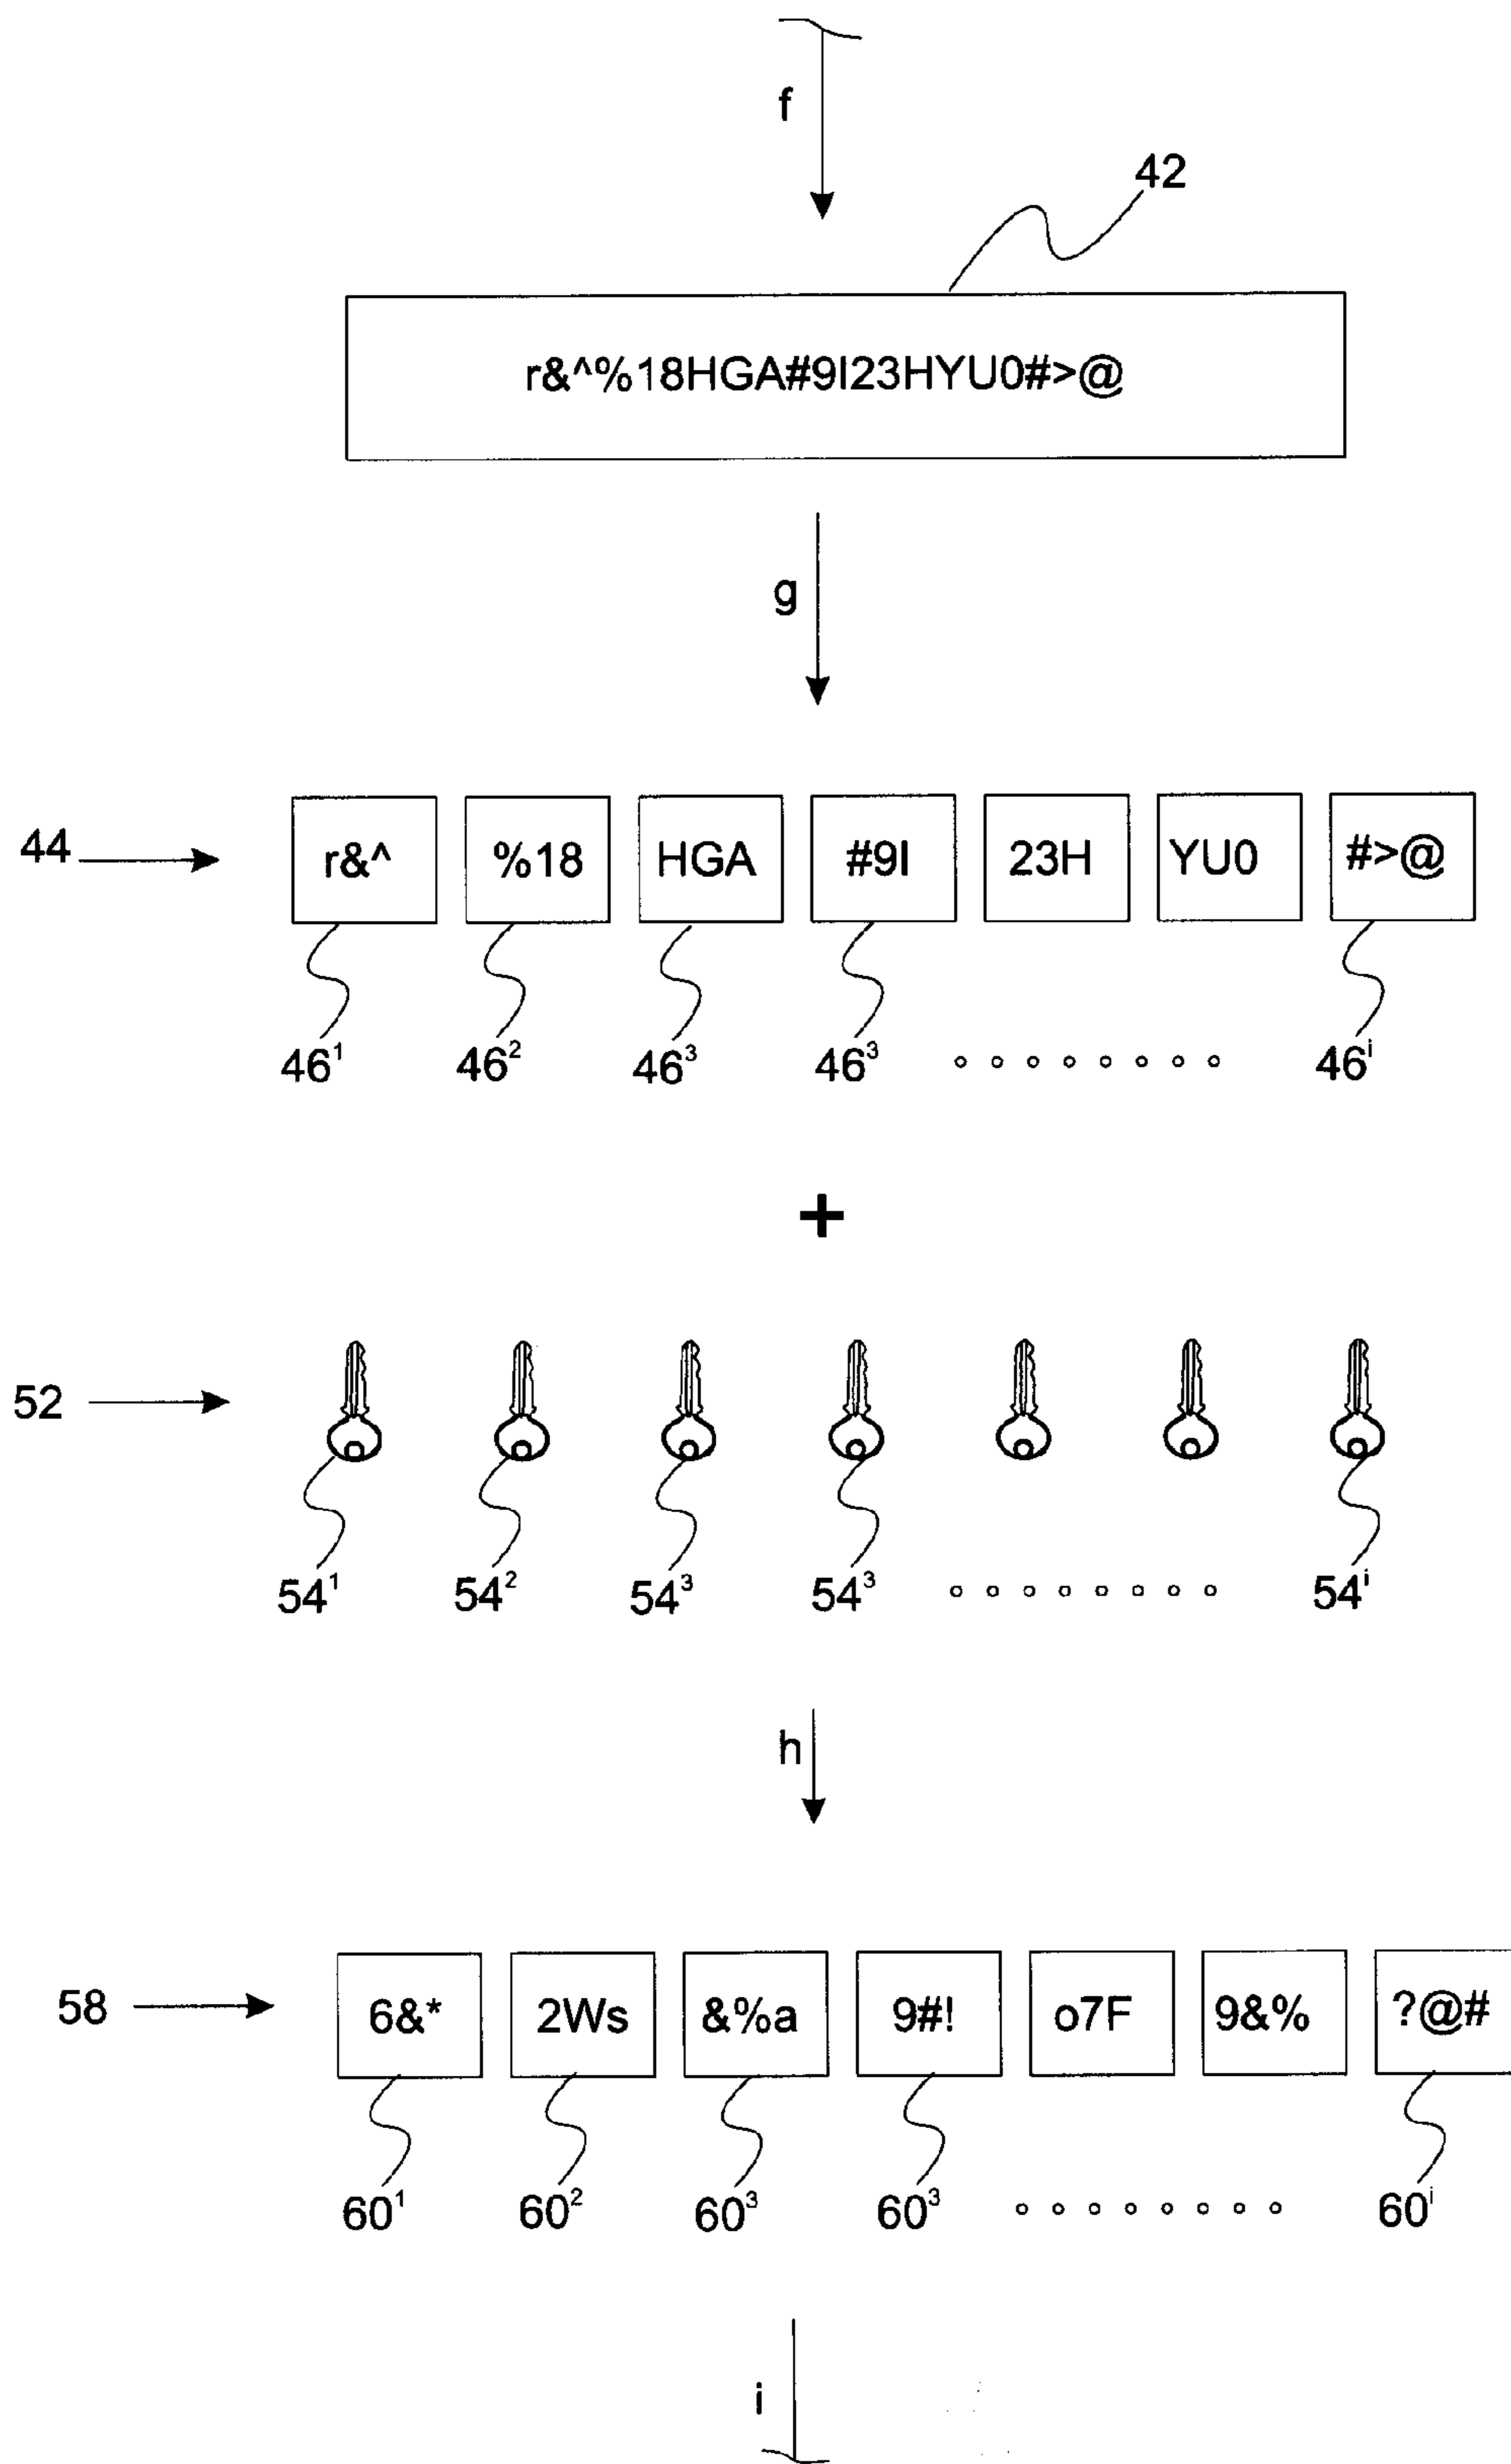 f
42
r&^%18HGA#9I23HYU0#>@
g
44 r&^ %18 HGA #9I 23H YU0 #>@
46¹ 46² 46³ 46³ 46ⁱ
+
52
54¹ 54² 54³ 54³ 54ⁱ
h
58 6&* 2Ws &%a 9#! o7F 9&% ?@#
60¹ 60² 60³ 60³ 60ⁱ
i